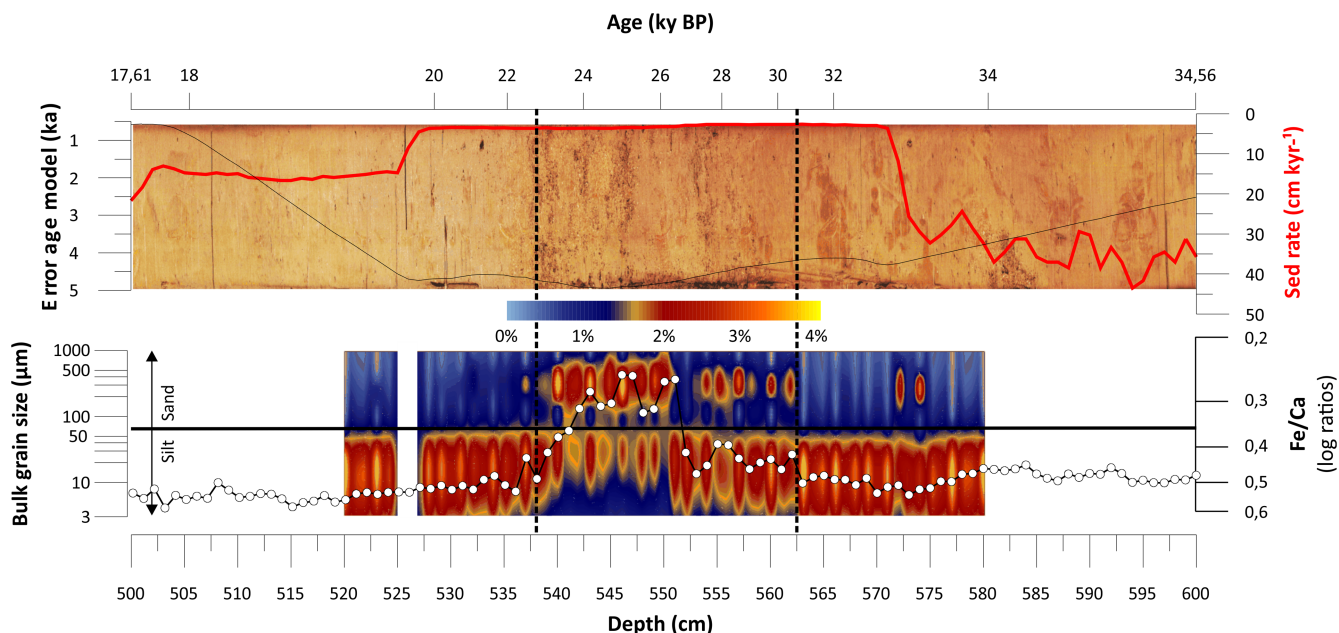 Age (ky BP)
17,61 18 20 22 24 26 28 30 32 34 34,56
E rror age model (ka)
1
2
3
4
5
0
10
20
30
40
50
Sed rate (cm kyr-1)
0% 1% 2% 3% 4%
Bulk grain size (µm)
1000
500
100
50
10
3
Sand
Silt
0,2
0,3
0,4
0,5
0,6
Fe/Ca
(log ratios)
500 505 510 515 520 525 530 535 540 545 550 555 560 565 570 575 580 585 590 595 600
Depth (cm)